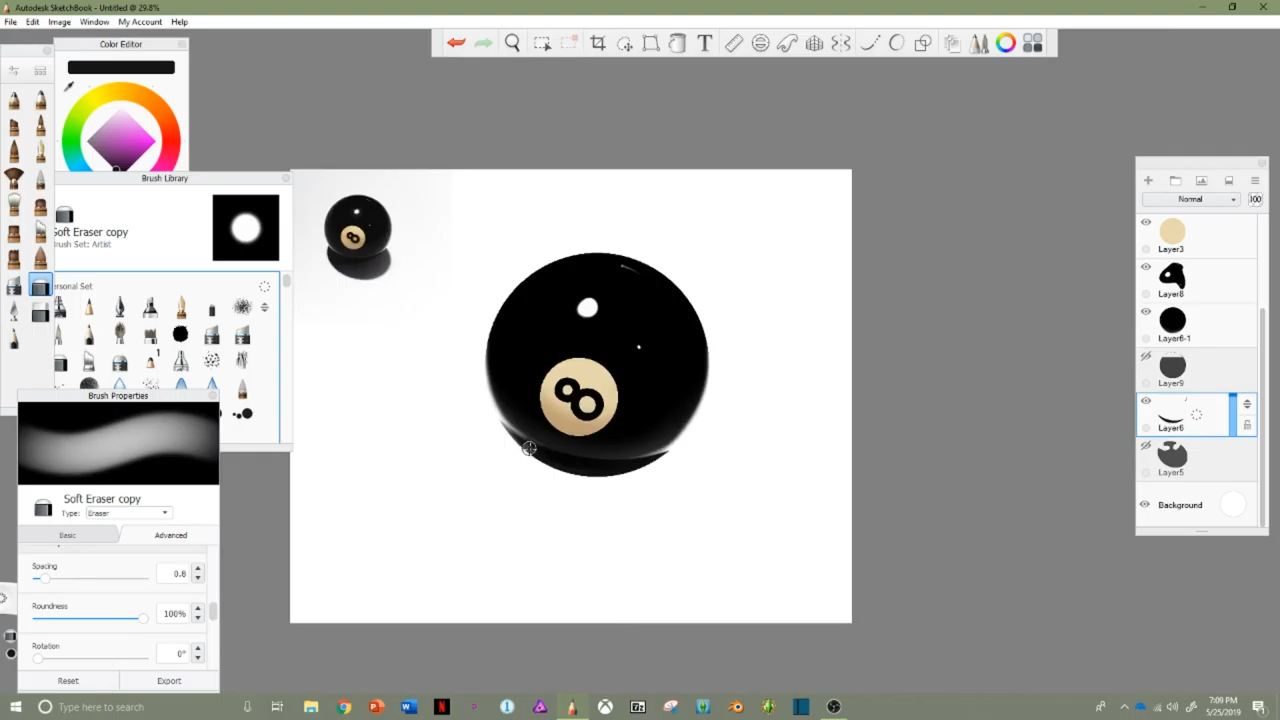 Autodesk SketchBook - Untitled @ 29.8%
File Edit Image Window My Account Help
Color Editor
Brush Library
Soft Eraser copy
Brush Set: Artist
ersonal Set
1
Brush Properties
Soft Eraser copy
Type: Eraser
Basic Advanced
Spacing
0.8
Roundness
100%
Rotation
0°
Reset Export
8
8
Normal 100
Layer3
Layer8
Layer6-1
Layer9
Layer6
Layer5
Background
Type here to search
7:09 PM
5/25/2019